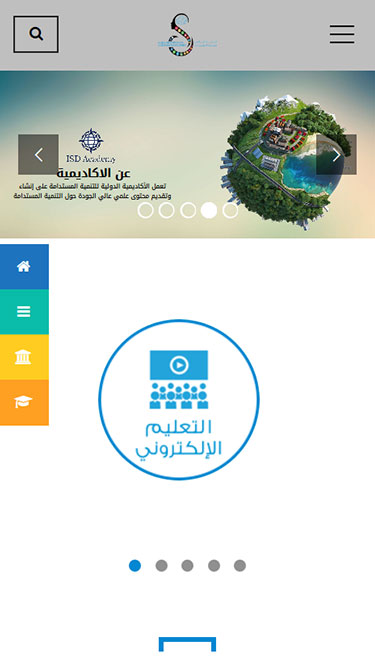 ISD Academy
عن الاكاديمية
تعمل الأكاديمية الدولية للتنمية المستدامة على إنشاء
وتقديم محتوى علمي عالي الجودة حول التنمية المستدامة
التعليم
الإلكتروني